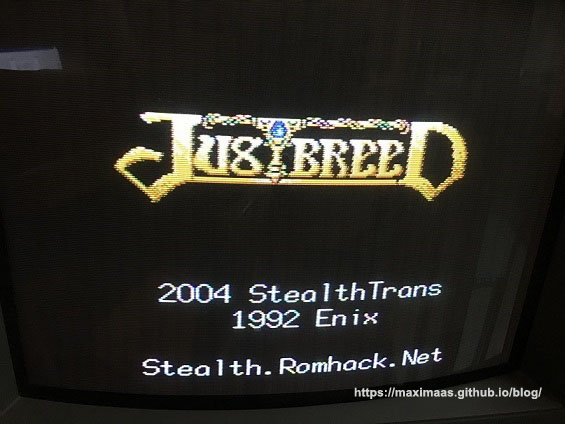 JUST BREED
2004 StealthTrans
1992 Enix
Stealth.Romhack.Net
https://maximaas.github.io/blog/